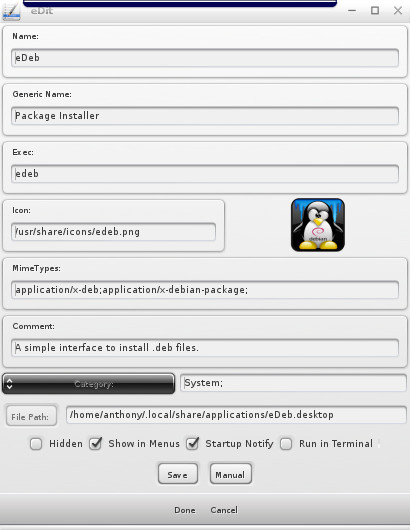 eDit
Name:
eDeb
Generic Name:
Package Installer
Exec:
edeb
Icon:
/usr/share/icons/edeb.png
debian
MimeTypes:
application/x-deb;application/x-debian-package;
Comment:
A simple interface to install .deb files.
Category: System;
File Path: /home/anthony/.local/share/applications/eDeb.desktop
Hidden Show in Menus Startup Notify Run in Terminal
Save Manual
Done Cancel